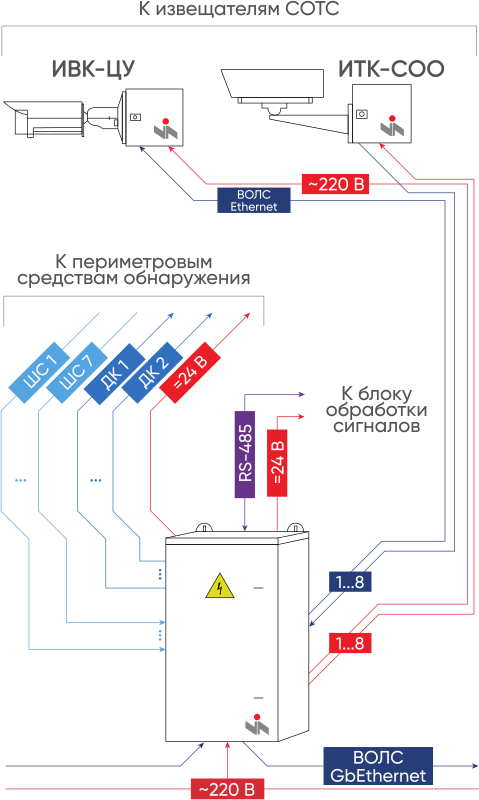 К извещателям СОТС
ИВК-ЦУ
ИТК-СОО
~220 В
ВОЛС
Ethernet
К периметровым
средствам обнаружения
ШС 1
ШС 7
ДК 1
ДК 2
=24 В
К блоку
обработки
сигналов
RS-485
=24 В
1...8
1...8
ВОЛС
GbEthernet
~220 В